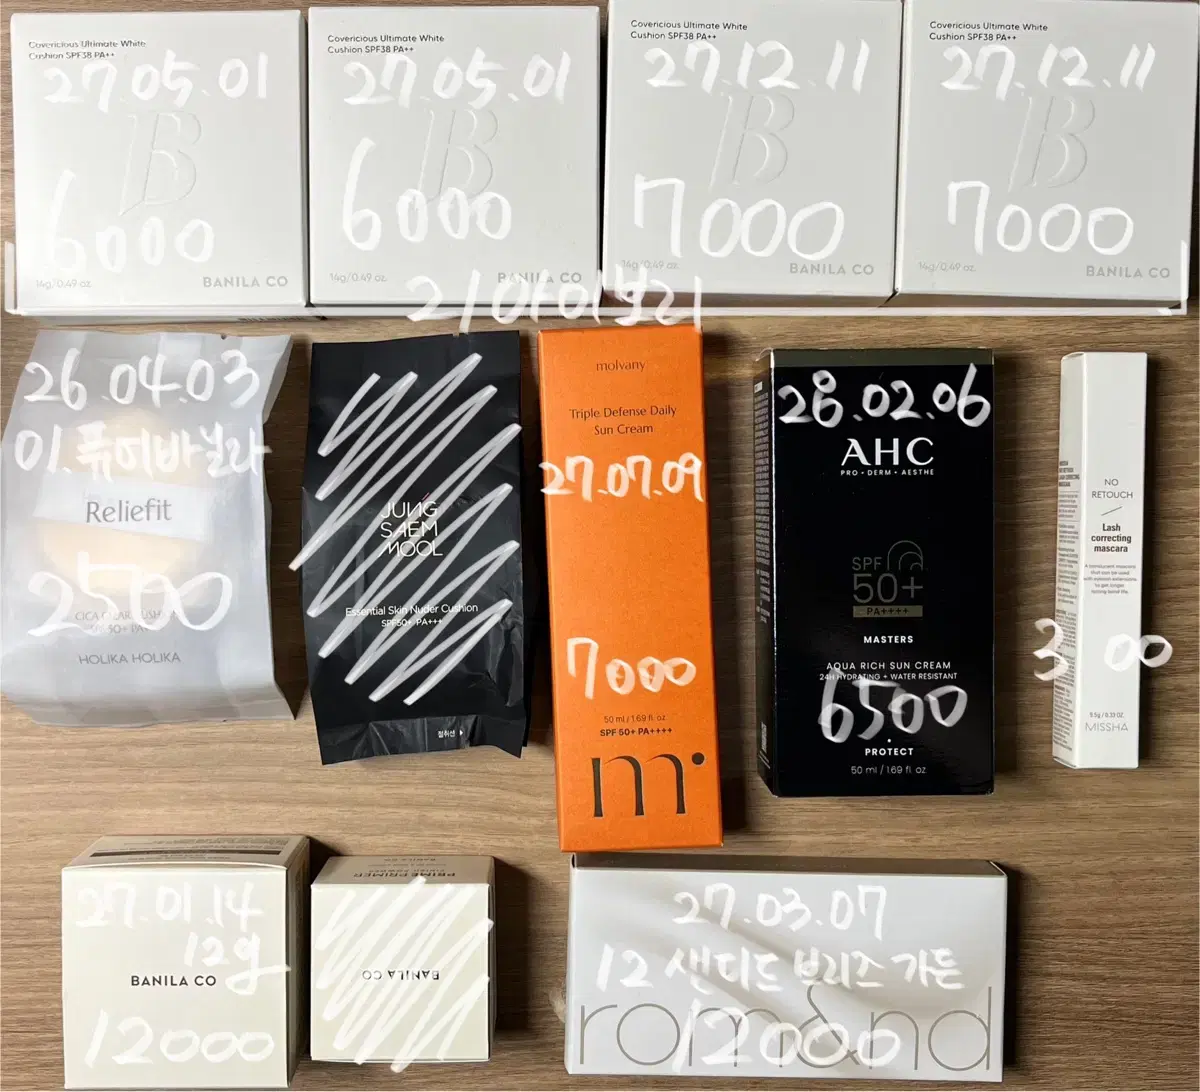 Covericious Ultimate White
Cushion SPF38 PA++
27.05.01
6000
14g/0.49 oz.
BANILA CO
Covericious Ultimate White
Cushion SPF38 PA++
27.05.01
6000
BANILA CO
Covericious Ultimate White
Cushion SPF38 PA++
27.12.11
7000
14g/0.49 oz.
BANILA CO
Covericious Ultimate White
Cushion SPF38 PA++
27.12.11
7000
14g/0.49 oz.
BANILA CO
21아이보리
26.04.03
01.퓨어바닐라
Reliefit
2500
HOLIKA HOLIKA
JUNG
SAEM
MOOL
Essential Skin Nuder Cushion
SPF50+ PA+++
절취선
molvany
Triple Defense Daily
Sun Cream
27.07.09
7000
50 ml / 1.69 fl. oz
SPF 50+ PA++++
m
28.02.06
AHC
PRO • DERM • AESTHE
SPF
50+
PA++++
MASTERS
AQUA RICH SUN CREAM
24H HYDRATING + WATER RESISTANT
6500
PROTECT
50 ml / 1.69 fl. oz
NO
RETOUCH
Lash
correcting
mascara
3 00
MISSHA
27.01.14
12g
BANILA CO
12000
PRIME PRIMER
BANILA CO
27.03.07
12 샌디드 브리즈 가든
rom&nd
12000